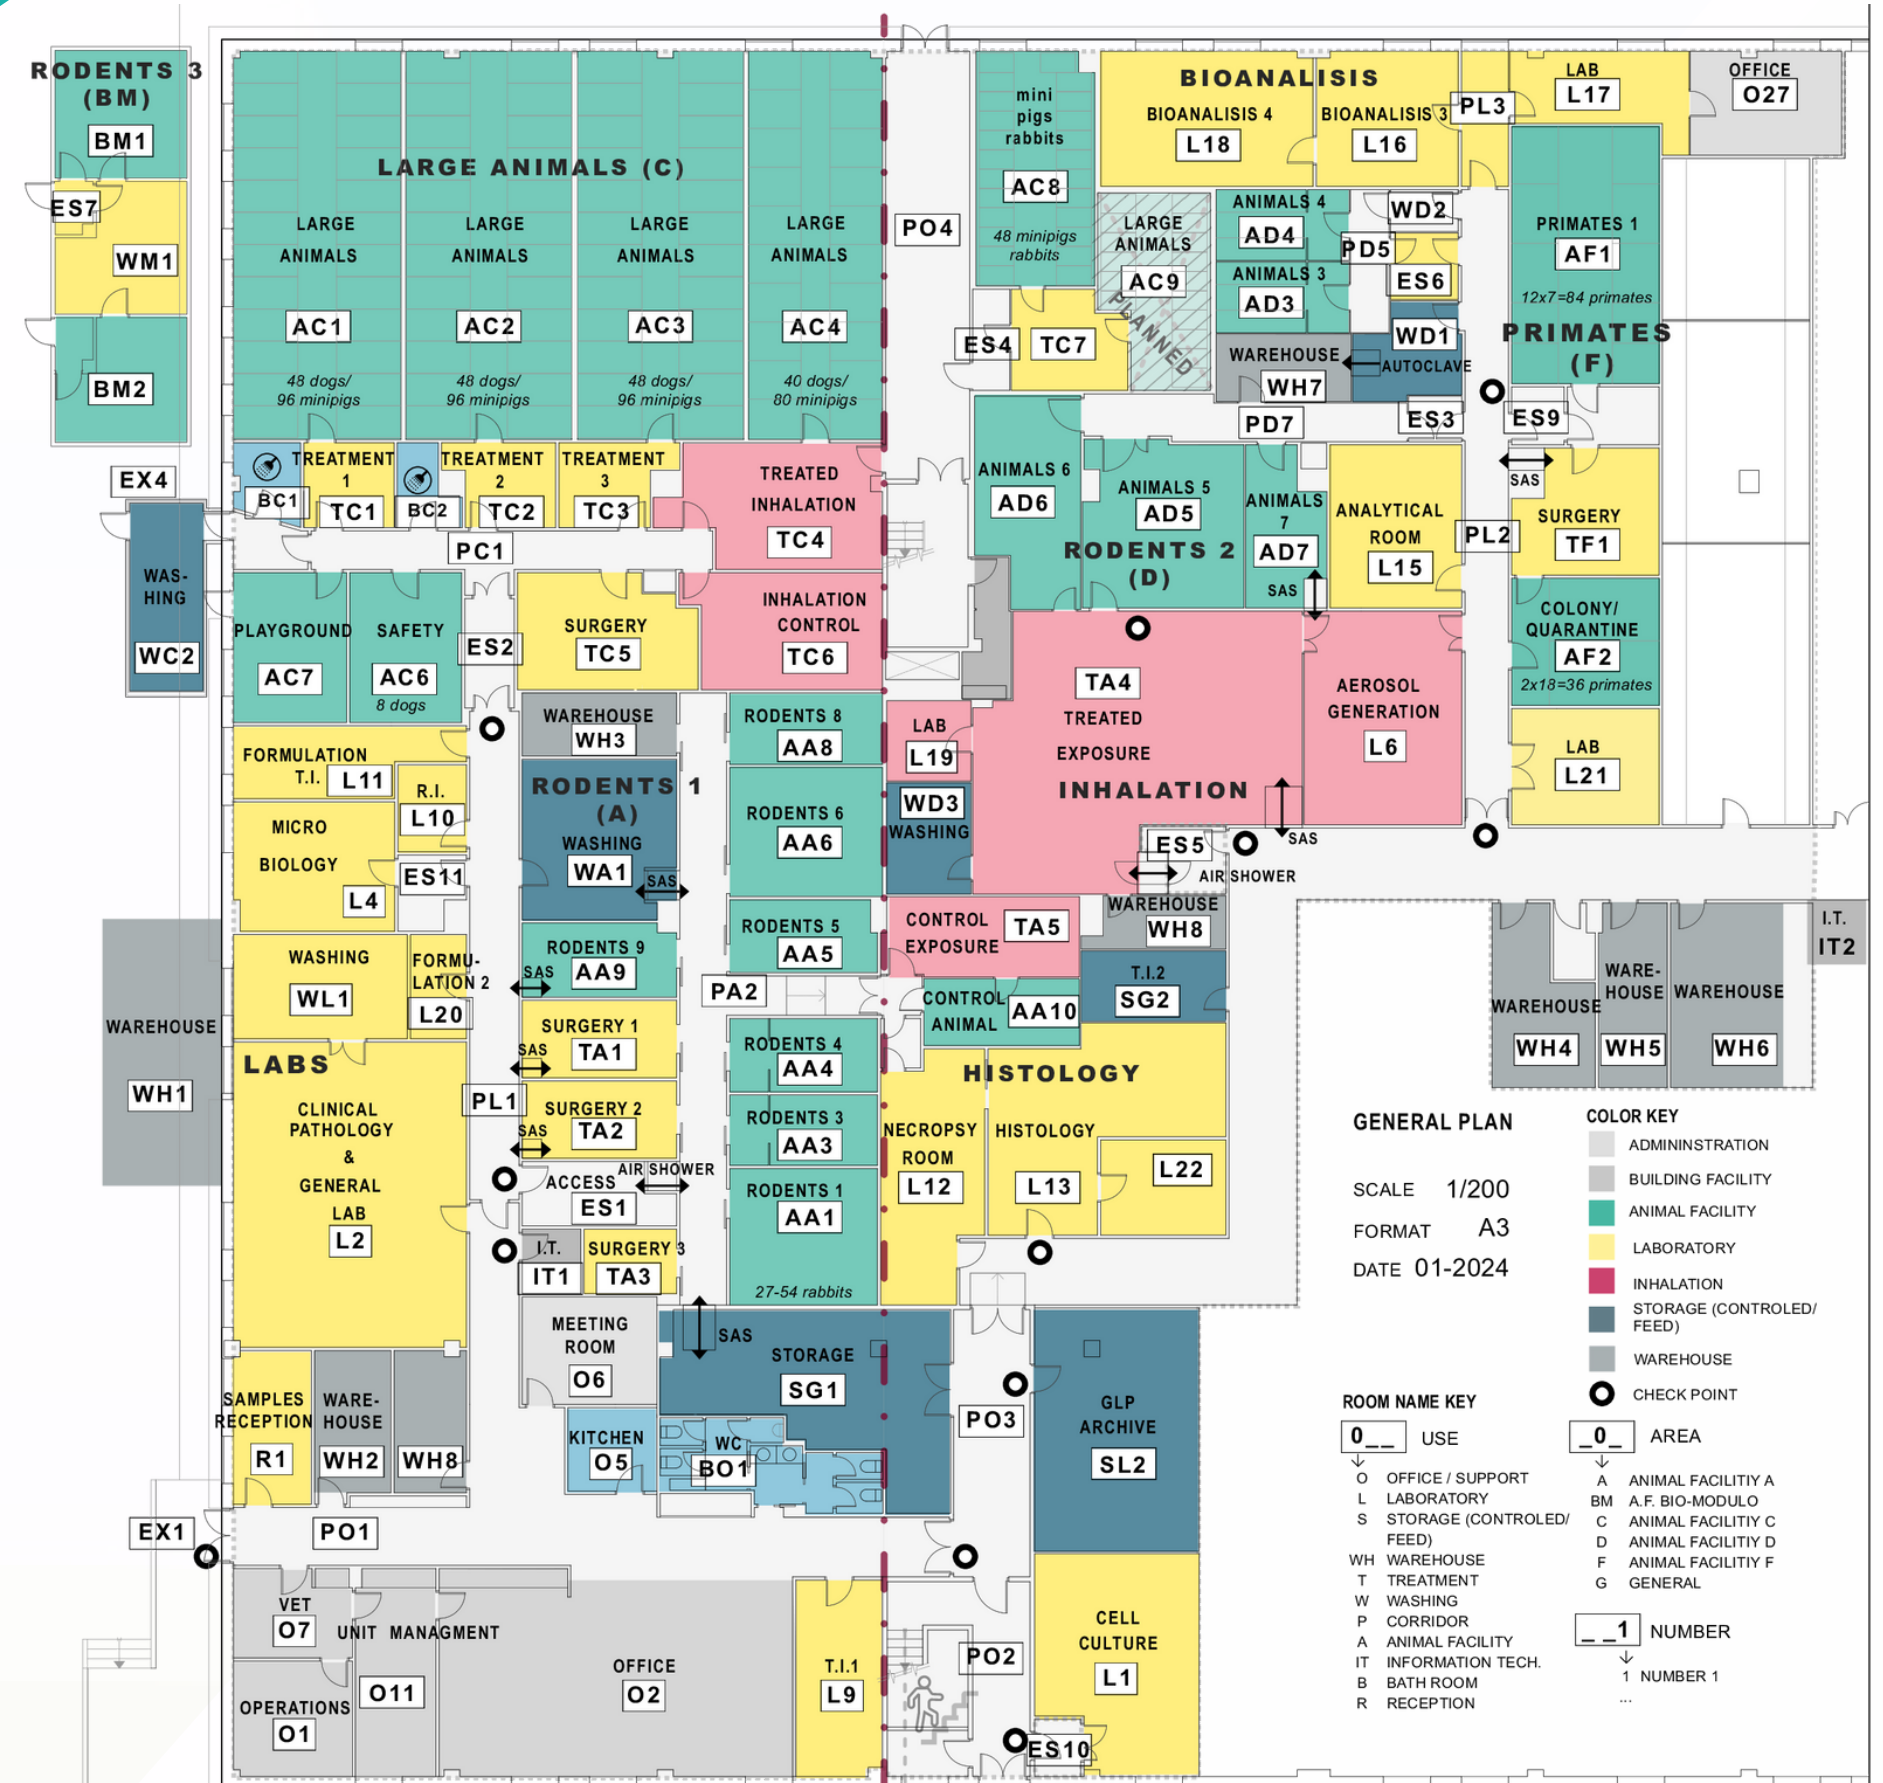 RODENTS 3
(BM)
BM1
ES7
WM1
BM2
EX4
WAS-
HING
WC2
WAREHOUSE
WH1
EX1
LARGE ANIMALS (C)
LARGE
ANIMALS
AC1
48 dogs/
96 minipigs
LARGE
ANIMALS
AC2
48 dogs/
96 minipigs
LARGE
ANIMALS
AC3
48 dogs/
96 minipigs
LARGE
ANIMALS
AC4
40 dogs/
80 minipigs
BC1
TREATMENT
1
TC1
BC2
TREATMENT
2
TC2
TREATMENT
3
TC3
TREATED
INHALATION
TC4
PC1
PLAYGROUND
AC7
SAFETY
AC6
8 dogs
ES2
SURGERY
TC5
INHALATION
CONTROL
TC6
FORMULATION
T.I.
L11
R.I.
L10
MICRO
BIOLOGY
L4
ES11
WASHING
WL1
FORMU-
LATION 2
L20
LABS
CLINICAL
PATHOLOGY
&
GENERAL
LAB
L2
PL1
SAMPLES
RECEPTION
R1
WARE-
HOUSE
WH2
WH8
WAREHOUSE
WH3
RODENTS 1
(A)
WASHING
WA1
SAS
RODENTS 9
AA9
SAS
SURGERY 1
TA1
SAS
SURGERY 2
TA2
SAS
AIR SHOWER
ACCESS
ES1
I.T.
IT1
SURGERY 3
TA3
MEETING
ROOM
O6
KITCHEN
O5
WC
BO1
SAS
STORAGE
SG1
RODENTS 8
AA8
RODENTS 6
AA6
RODENTS 5
AA5
PA2
RODENTS 4
AA4
RODENTS 3
AA3
RODENTS 1
AA1
27-54 rabbits
PO1
VET
O7
UNIT MANAGMENT
OPERATIONS
O1
O11
OFFICE
O2
T.I.1
L9
PO4
mini
pigs
rabbits
AC8
48 minipigs
rabbits
BIOANALISIS
BIOANALISIS 4
L18
BIOANALISIS 3
L16
PL3
LAB
L17
OFFICE
O27
LARGE
ANIMALS
AC9
PLANNED
ANIMALS 4
AD4
PD5
WD2
ES6
ANIMALS 3
AD3
WD1
AUTOCLAVE
WAREHOUSE
WH7
PRIMATES 1
AF1
12x7=84 primates
PRIMATES
(F)
ES4
TC7
PD7
ES3
ES9
ANIMALS 6
AD6
ANIMALS 5
AD5
RODENTS 2
(D)
ANIMALS
7
AD7
SAS
ANALYTICAL
ROOM
L15
PL2
SAS
SURGERY
TF1
COLONY/
QUARANTINE
AF2
2x18=36 primates
LAB
L21
TA4
TREATED
EXPOSURE
INHALATION
AEROSOL
GENERATION
L6
SAS
LAB
L19
WD3
WASHING
ES5
AIR SHOWER
CONTROL
EXPOSURE
TA5
WAREHOUSE
WH8
T.I.2
SG2
CONTROL
ANIMAL
AA10
HISTOLOGY
NECROPSY
ROOM
L12
HISTOLOGY
L13
L22
WAREHOUSE
WH4
WARE-
HOUSE
WH5
WAREHOUSE
WH6
I.T.
IT2
PO3
GLP
ARCHIVE
SL2
PO2
CELL
CULTURE
L1
ES10
GENERAL PLAN
SCALE 1/200
FORMAT A3
DATE 01-2024
COLOR KEY
ADMININSTRATION
BUILDING FACILITY
ANIMAL FACILITY
LABORATORY
INHALATION
STORAGE (CONTROLED/
FEED)
WAREHOUSE
CHECK POINT
ROOM NAME KEY
0_ _ USE
O OFFICE / SUPPORT
L LABORATORY
S STORAGE (CONTROLED/
FEED)
WH WAREHOUSE
T TREATMENT
W WASHING
P CORRIDOR
A ANIMAL FACILITY
IT INFORMATION TECH.
B BATH ROOM
R RECEPTION
_0_ AREA
A ANIMAL FACILITIY A
BM A.F. BIO-MODULO
C ANIMAL FACILITIY C
D ANIMAL FACILITIY D
F ANIMAL FACILITIY F
G GENERAL
_ _1 NUMBER
1 NUMBER 1
...